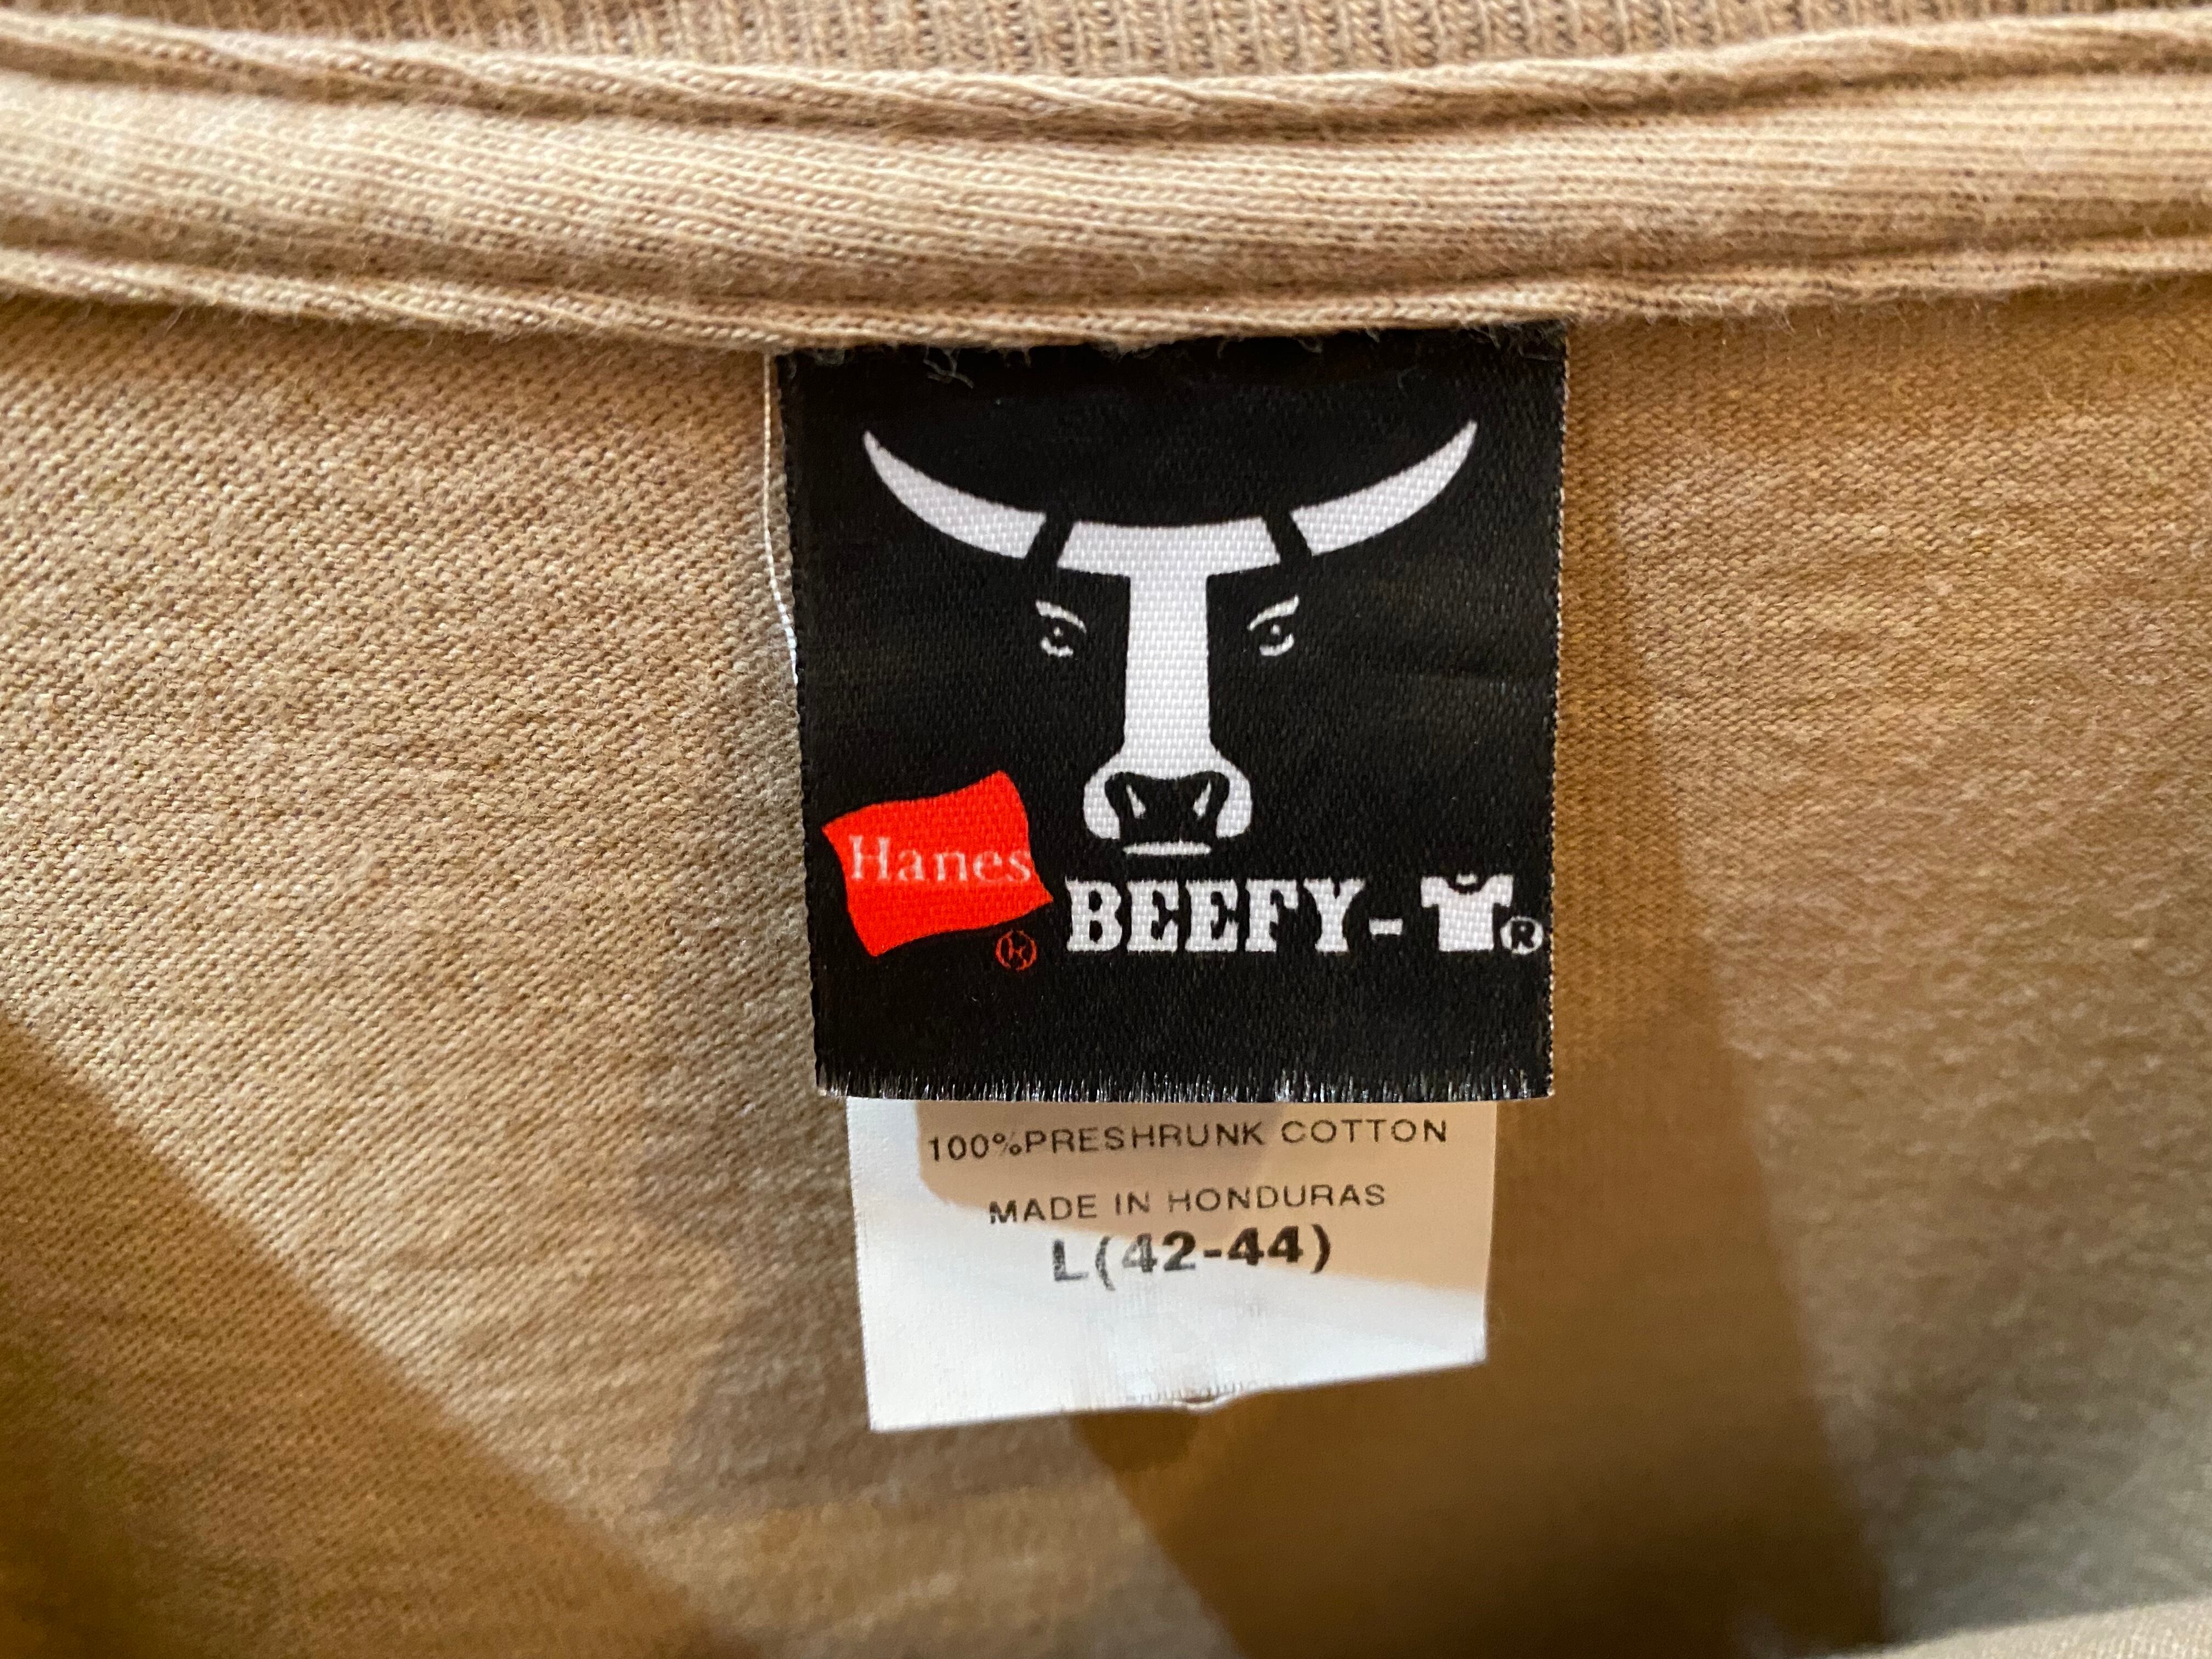 Hanes
®
BEEFY-T®
100%PRESHRUNK COTTON
MADE IN HONDURAS
L(42-44)